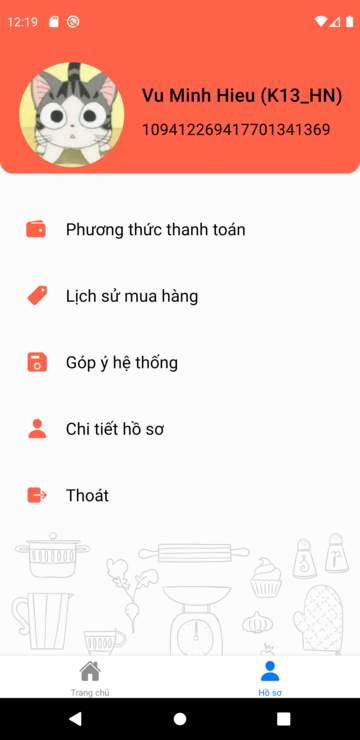 12:19
Vu Minh Hieu (K13_HN)
109412269417701341369
Phương thức thanh toán
Lịch sử mua hàng
Góp ý hệ thống
Chi tiết hồ sơ
Thoát
Trang chủ
Hồ sơ